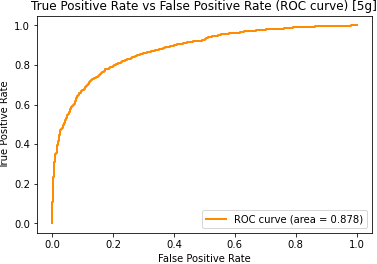 True Positive Rate vs False Positive Rate (ROC curve) [5g]
1.0
0.8
0.6
0.4
0.2
0.0
True Positive Rate
ROC curve (area = 0.878)
0.0 0.2 0.4 0.6 0.8 1.0
False Positive Rate